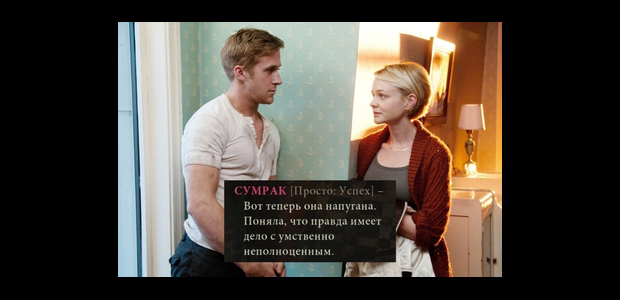 СУМРАК [Просто: Успех] –
Вот теперь она напугана.
Поняла, что правда имеет
дело с умственно
неполноценным.